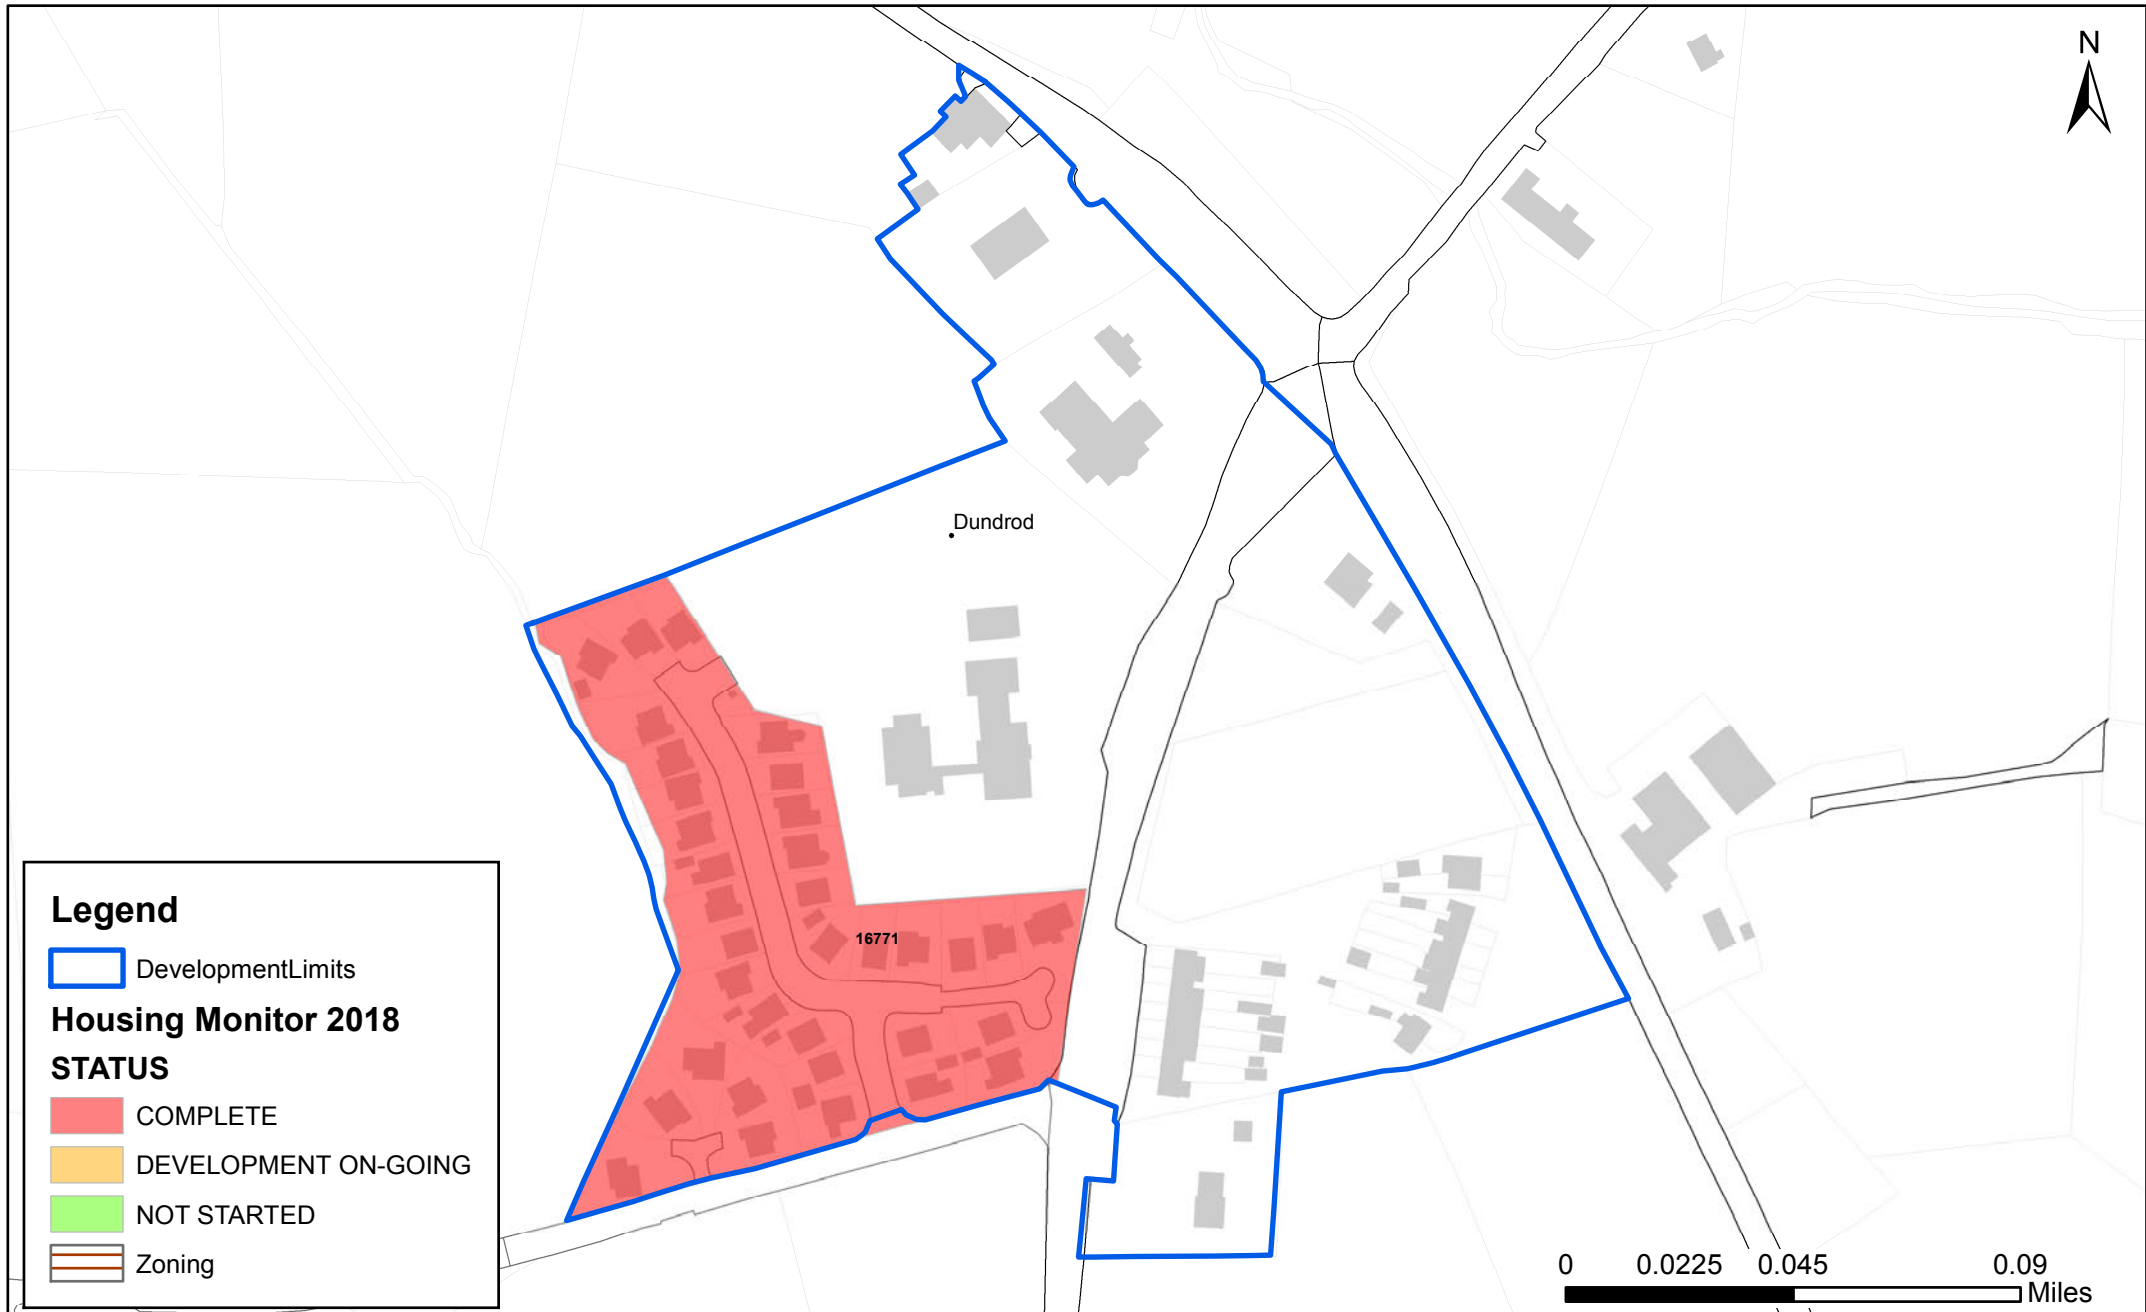 N
Dundrod
16771
Legend
DevelopmentLimits
Housing Monitor 2018
STATUS
COMPLETE
DEVELOPMENT ON-GOING
NOT STARTED
Zoning
0 0.0225 0.045 0.09
Miles